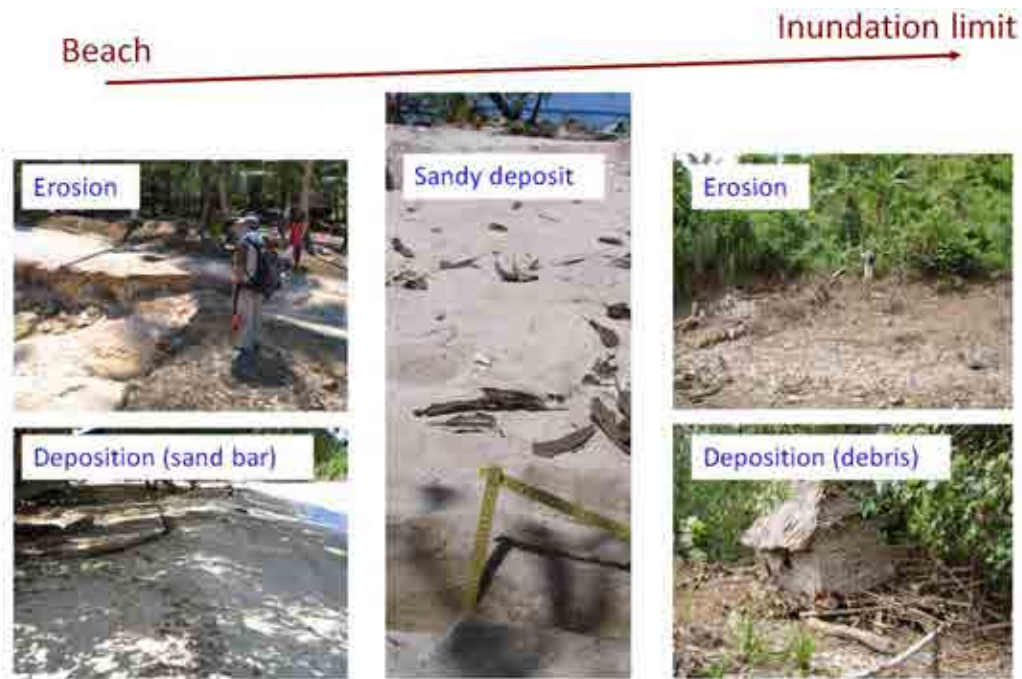 Beach
Inundation limit
Erosion
Sandy deposit
Erosion
Deposition (sand bar)
Deposition (debris)